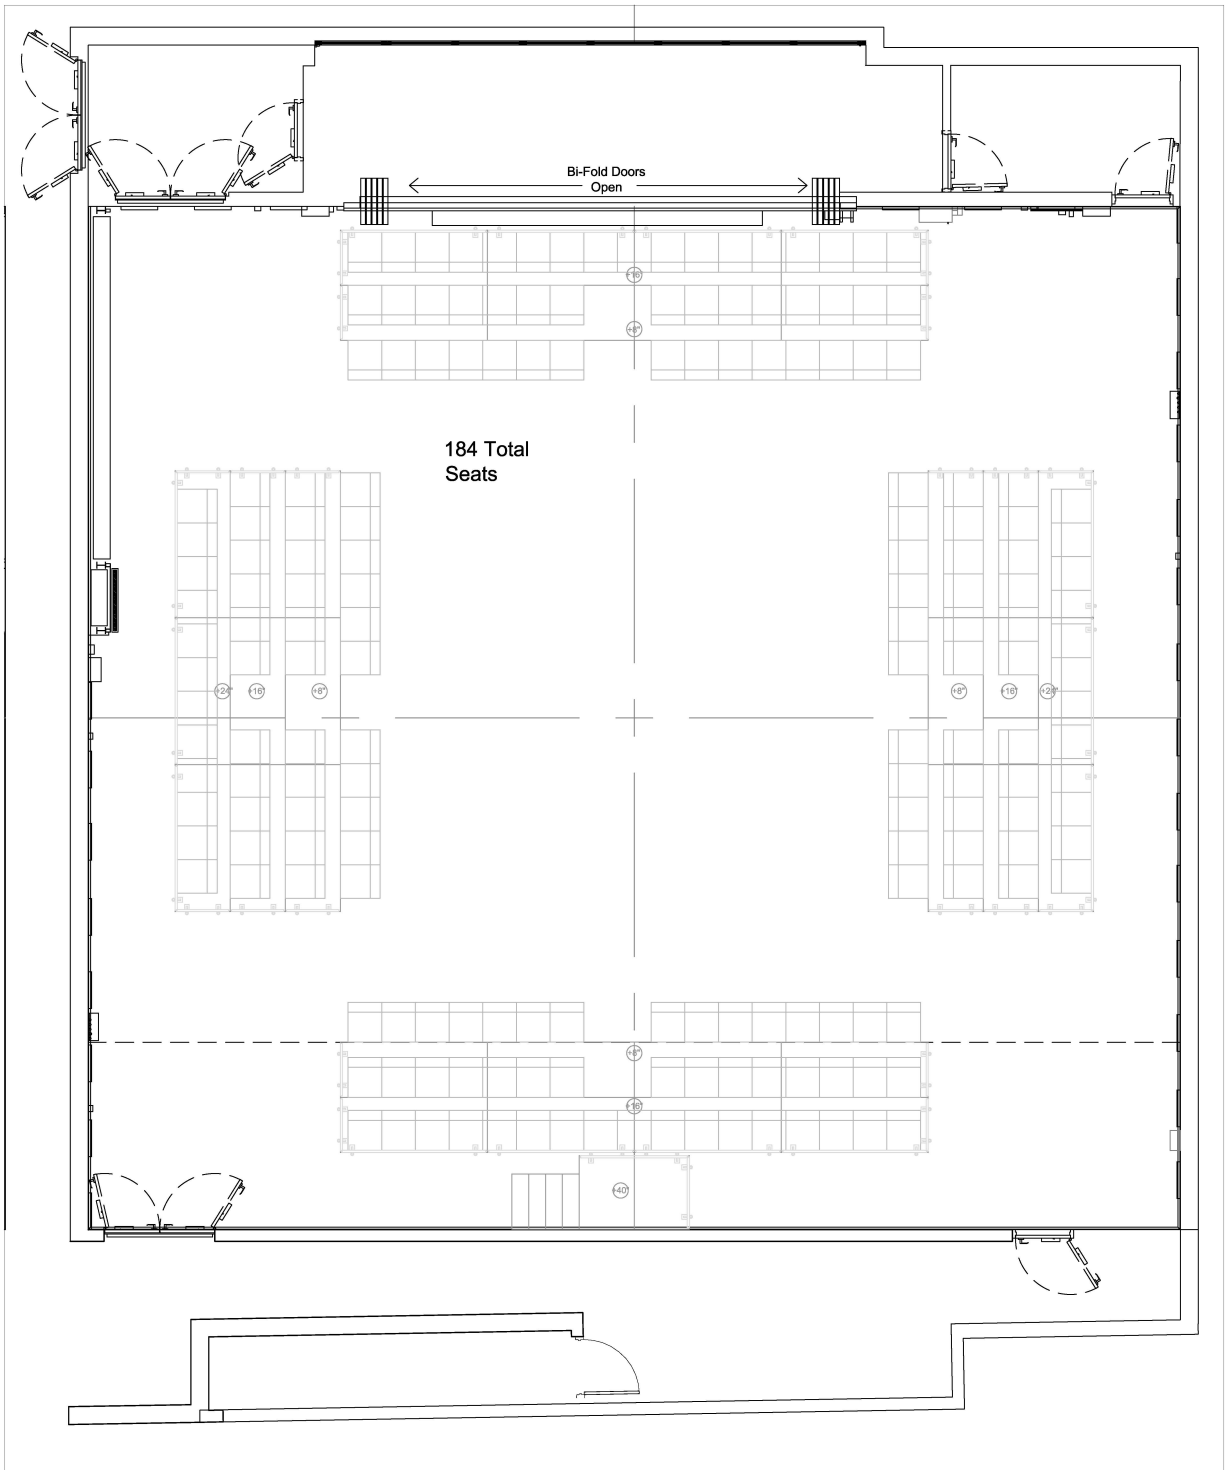 Bi-Fold Doors
Open
+16"
+8"
184 Total
Seats
+24" +16" +8" +8" +16" +24"
+8"
+16"
+40"